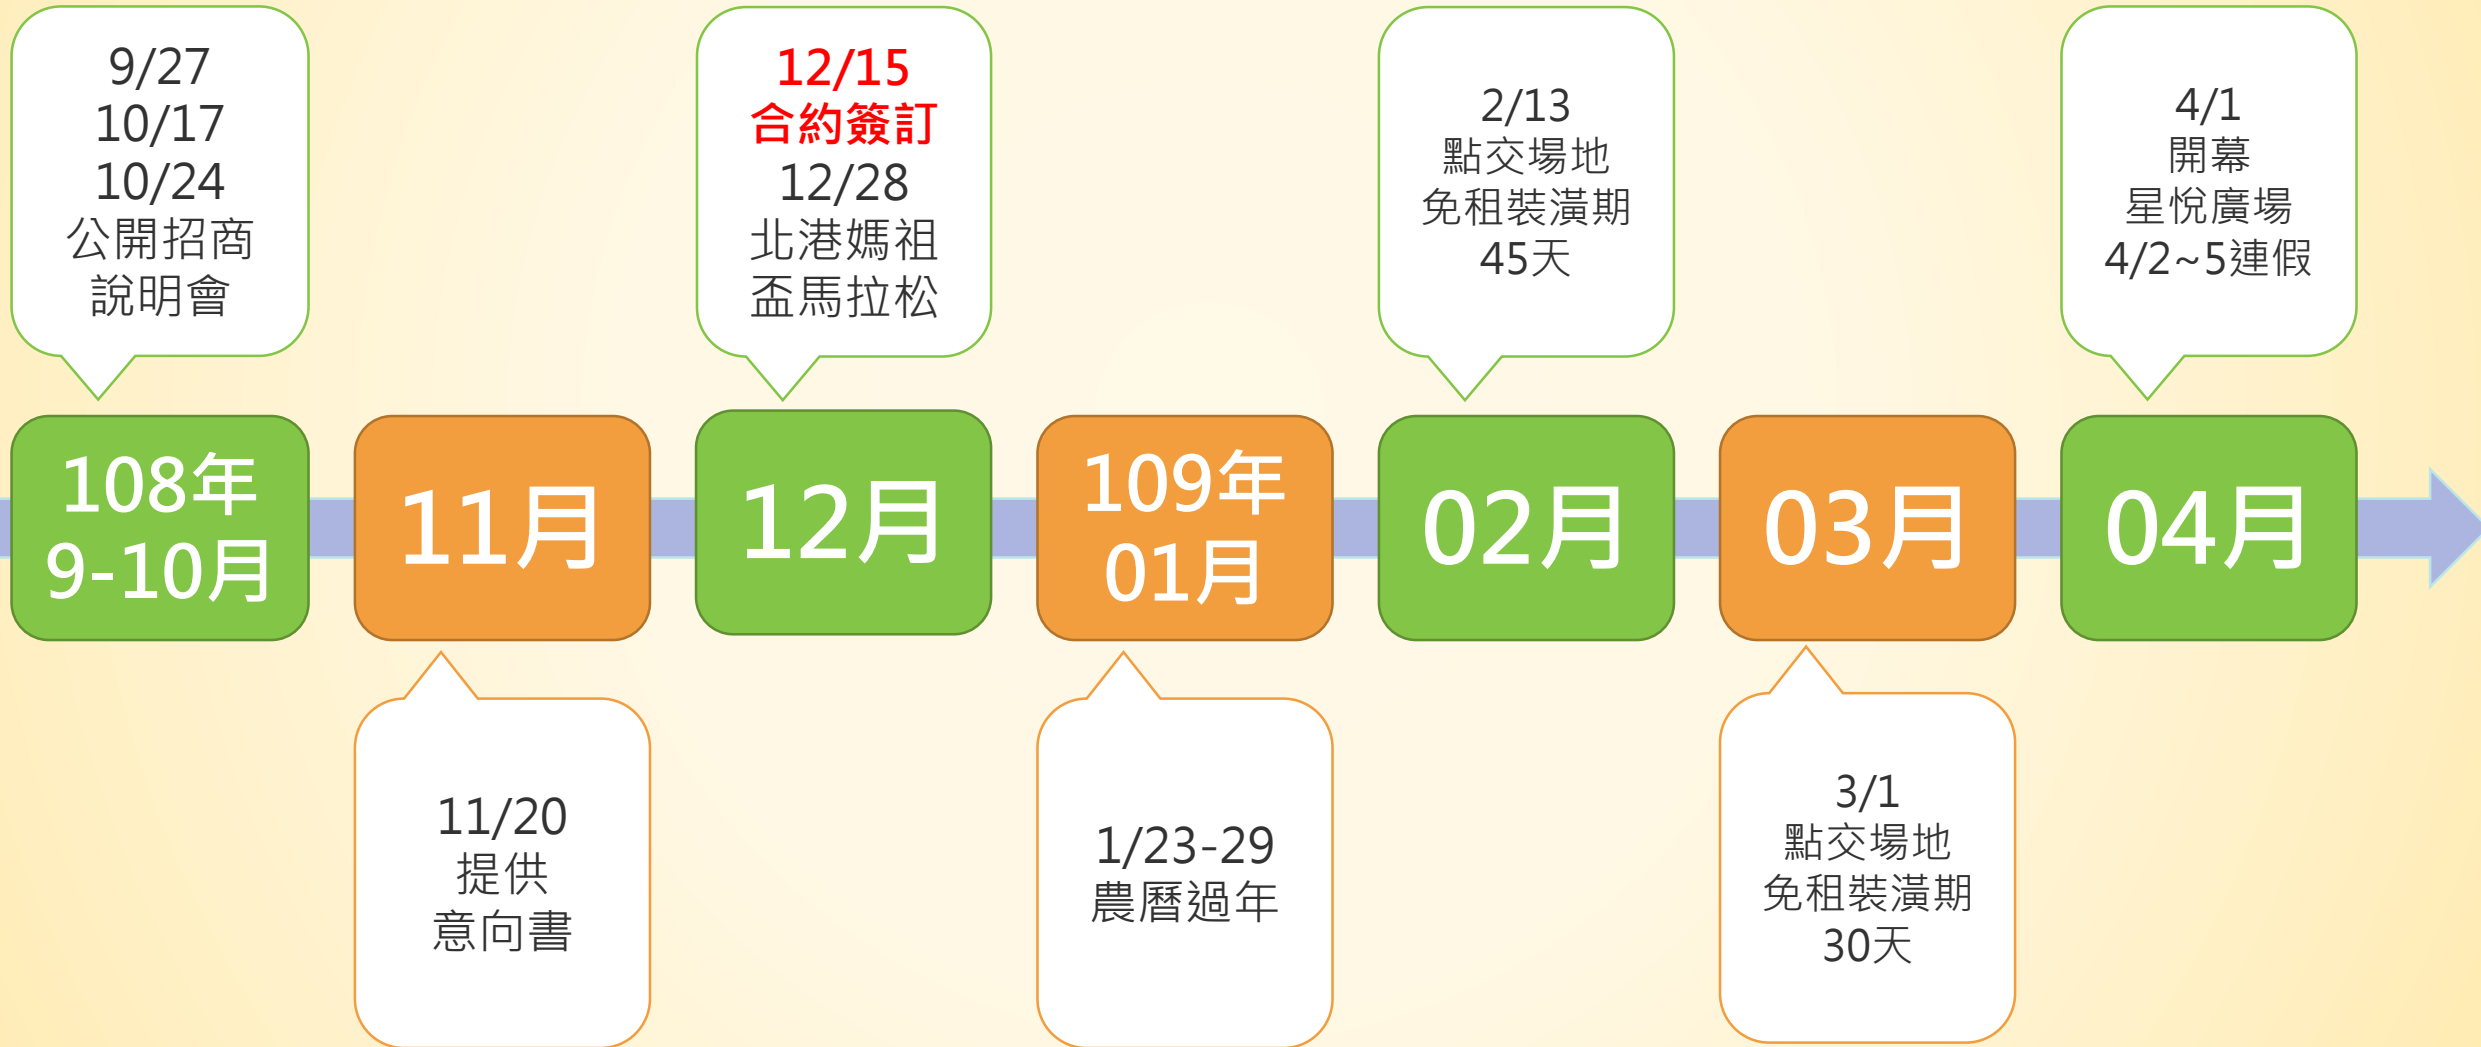 9/27
10/17
10/24
公開招商
說明會
12/15
合約簽訂
12/28
北港媽祖
盃馬拉松
2/13
點交場地
免租裝潢期
45天
4/1
開幕
星悅廣場
4/2~5連假
108年
9-10月
11月
12月
109年
01月
02月
03月
04月
11/20
提供
意向書
1/23-29
農曆過年
3/1
點交場地
免租裝潢期
30天